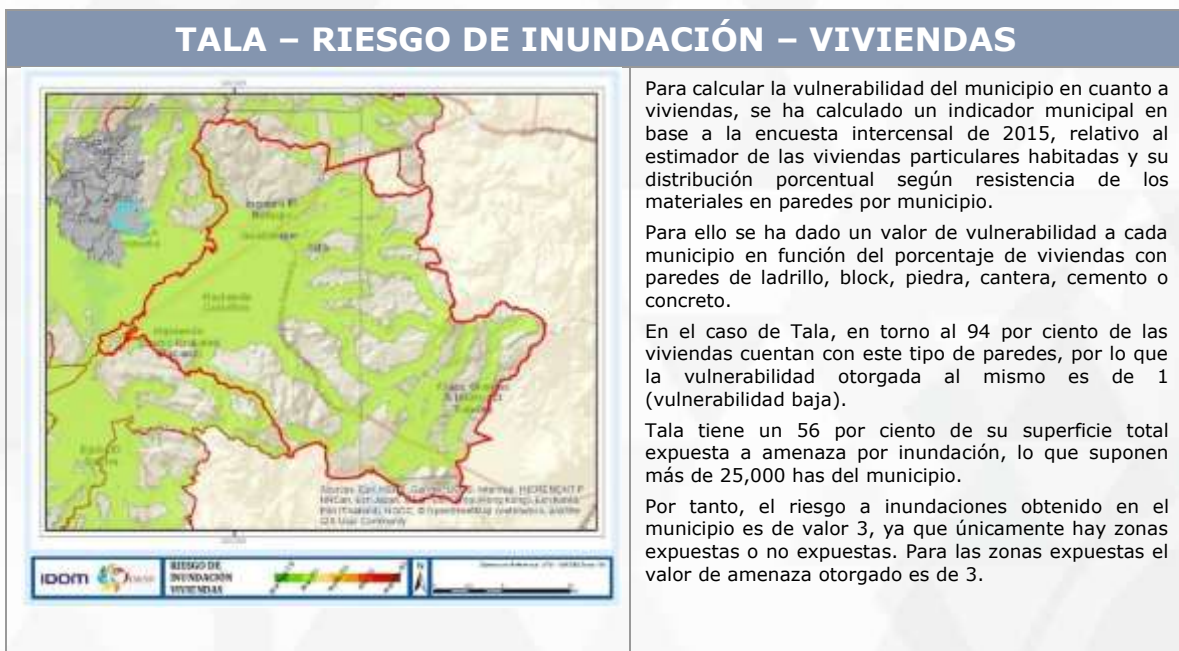 TALA – RIESGO DE INUNDACIÓN – VIVIENDAS
Para calcular la vulnerabilidad del municipio en cuanto a
viviendas, se ha calculado un indicador municipal en
base a la encuesta intercensal de 2015, relativo al
estimador de las viviendas particulares habitadas y su
distribución porcentual según resistencia de los
materiales en paredes por municipio.
Para ello se ha dado un valor de vulnerabilidad a cada
municipio en función del porcentaje de viviendas con
paredes de ladrillo, block, piedra, cantera, cemento o
concreto.
En el caso de Tala, en torno al 94 por ciento de las
viviendas cuentan con este tipo de paredes, por lo que
la vulnerabilidad otorgada al mismo es de 1
(vulnerabilidad baja).
Tala tiene un 56 por ciento de su superficie total
expuesta a amenaza por inundación, lo que suponen
más de 25,000 has del municipio.
Por tanto, el riesgo a inundaciones obtenido en el
municipio es de valor 3, ya que únicamente hay zonas
expuestas o no expuestas. Para las zonas expuestas el
valor de amenaza otorgado es de 3.
Tala
IDOM
RIESGO DE
INUNDACIÓN
VIVIENDAS
N